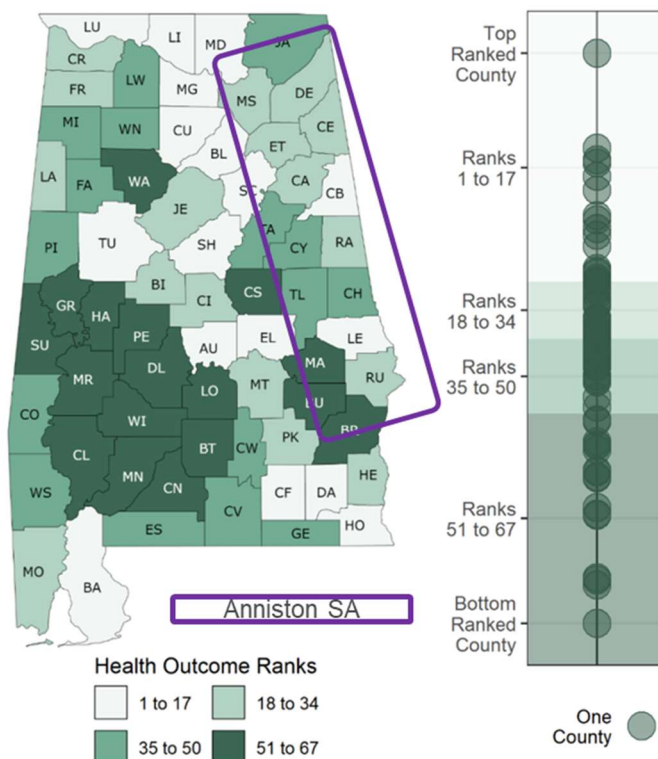 LU
LI
MD
JA
CR
LW
FR
MG
MS
DE
MI
WN
CU
CE
BL
ET
LA
FA
WA
CA
CB
SC
JE
TA
PI
TU
SH
CY
RA
BI
CI
CS
TL
CH
GR
HA
SU
PE
AU
EL
LE
MA
DL
MR
LO
MT
RU
BU
CO
WI
BR
PK
CL
BT
CW
MN
HE
CN
WS
CV
CF
DA
ES
GE
HO
MO
BA
Anniston SA
Health Outcome Ranks
1 to 17
18 to 34
35 to 50
51 to 67
Top
Ranked
County
Ranks
1 to 17
Ranks
18 to 34
Ranks
35 to 50
Ranks
51 to 67
Bottom
Ranked
County
One
County